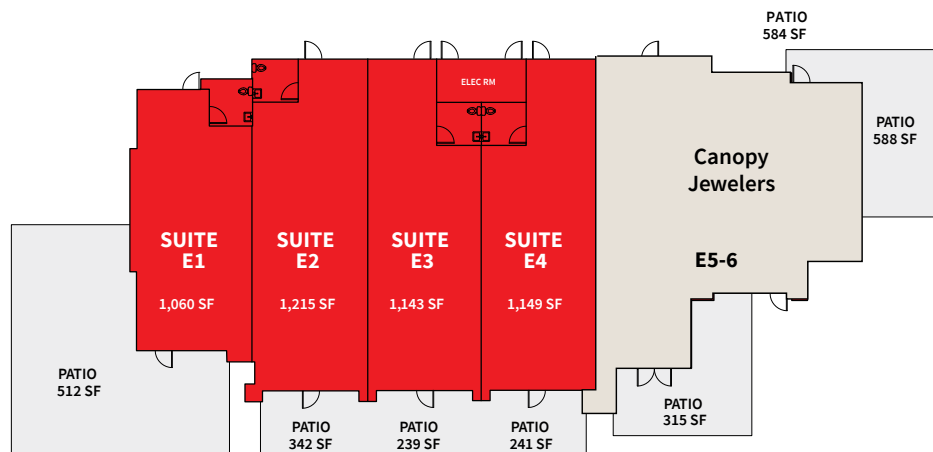 PATIO
584 SF
ELEC RM
PATIO
588 SF
Canopy
Jewelers
SUITE
E1
SUITE
E2
SUITE
E3
SUITE
E4
E5-6
1,060 SF
1,215 SF
1,143 SF
1,149 SF
PATIO
512 SF
PATIO
342 SF
PATIO
239 SF
PATIO
241 SF
PATIO
315 SF